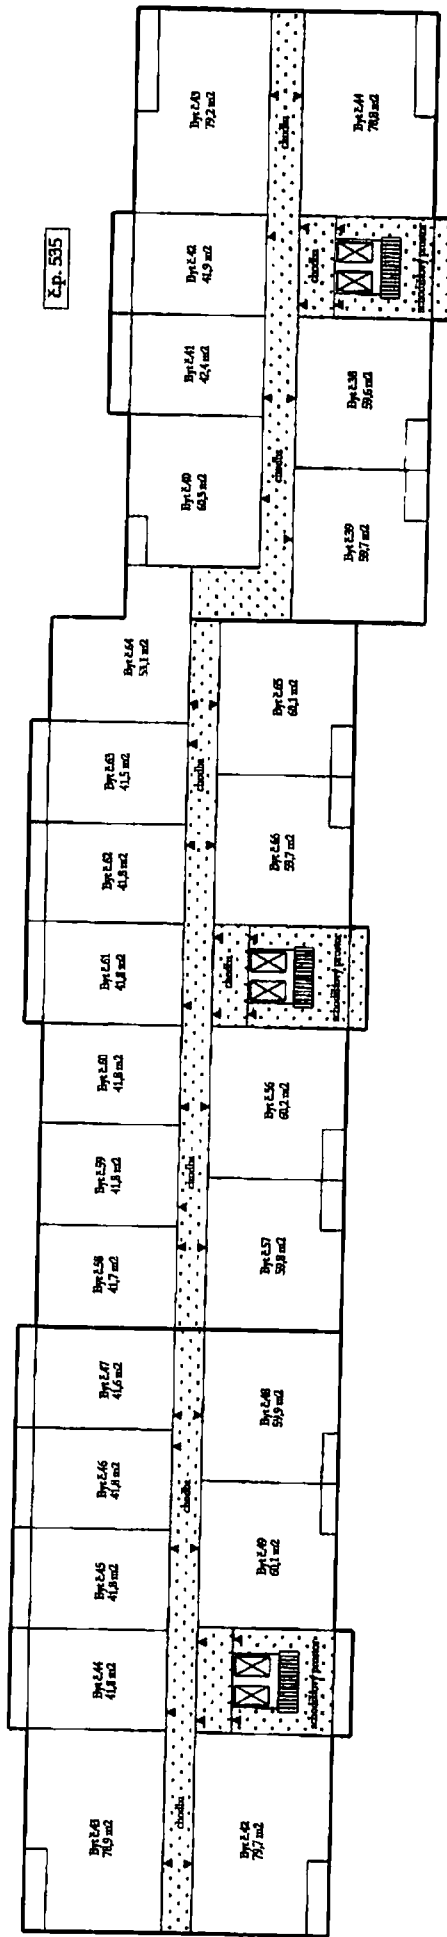 č.p. 535
Byt č.43
79,2 m2
Byt č.44
78,8 m2
chodba
Byt č.42
41,9 m2
chodba
schodišťový prostor
Byt č.41
42,4 m2
Byt č.38
59,6 m2
chodba
Byt č.40
60,3 m2
Byt č.39
59,7 m2
Byt č.64
53,1 m2
Byt č.65
60,1 m2
Byt č.63
41,5 m2
chodba
Byt č.62
41,8 m2
Byt č.66
59,7 m2
Byt č.61
41,8 m2
chodba
schodišťový prostor
Byt č.60
41,8 m2
Byt č.56
60,2 m2
Byt č.59
41,8 m2
chodba
Byt č.58
41,7 m2
Byt č.57
59,8 m2
Byt č.47
41,6 m2
Byt č.48
59,9 m2
Byt č.46
41,8 m2
chodba
Byt č.45
41,8 m2
Byt č.49
60,1 m2
Byt č.44
41,8 m2
schodišťový prostor
Byt č.43
78,9 m2
chodba
Byt č.42
79,7 m2